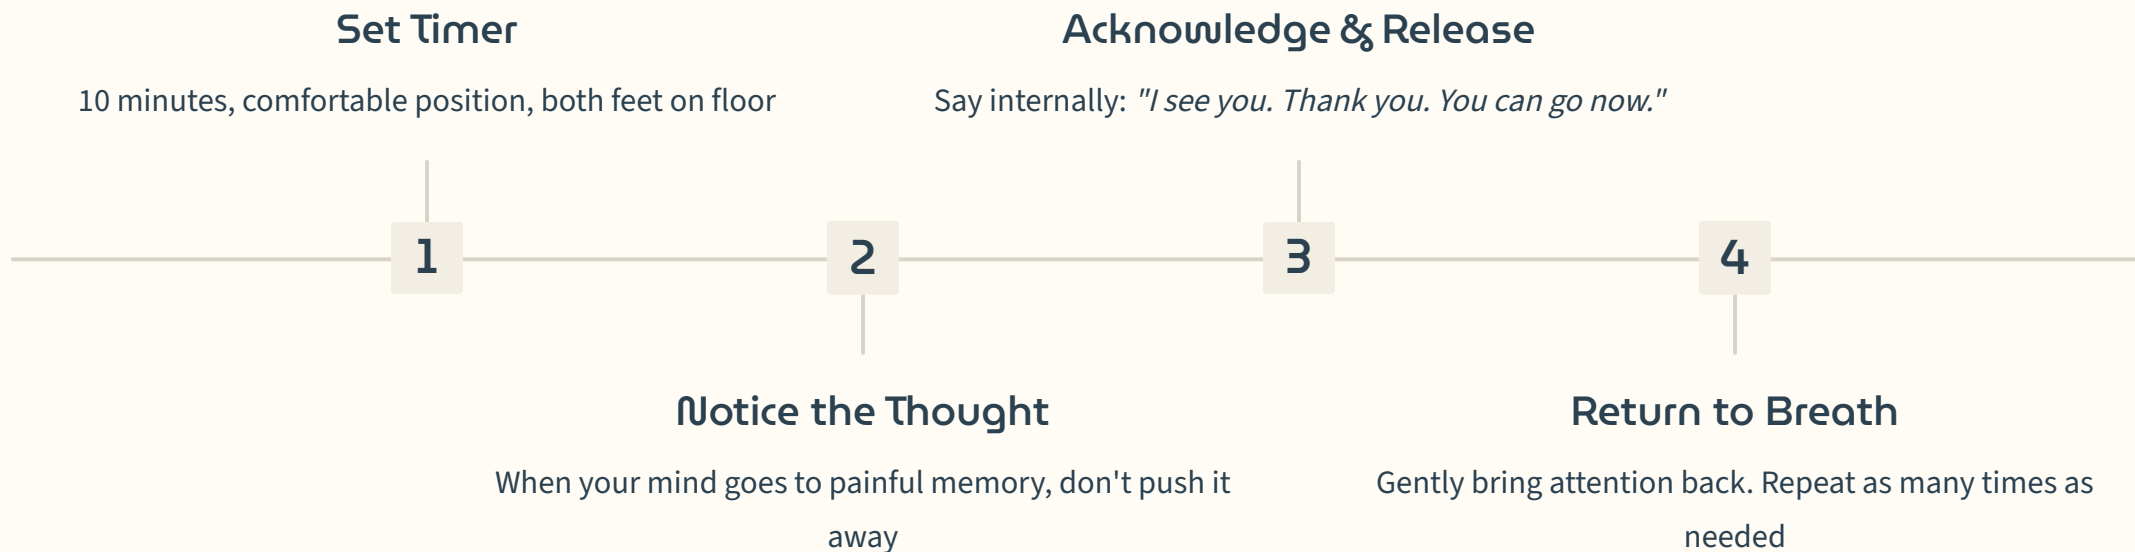 Set Timer
10 minutes, comfortable position, both feet on floor
Acknowledge & Release
Say internally: "I see you. Thank you. You can go now."
1
2
3
4
Notice the Thought
When your mind goes to painful memory, don't push it
away
Return to Breath
Gently bring attention back. Repeat as many times as
needed